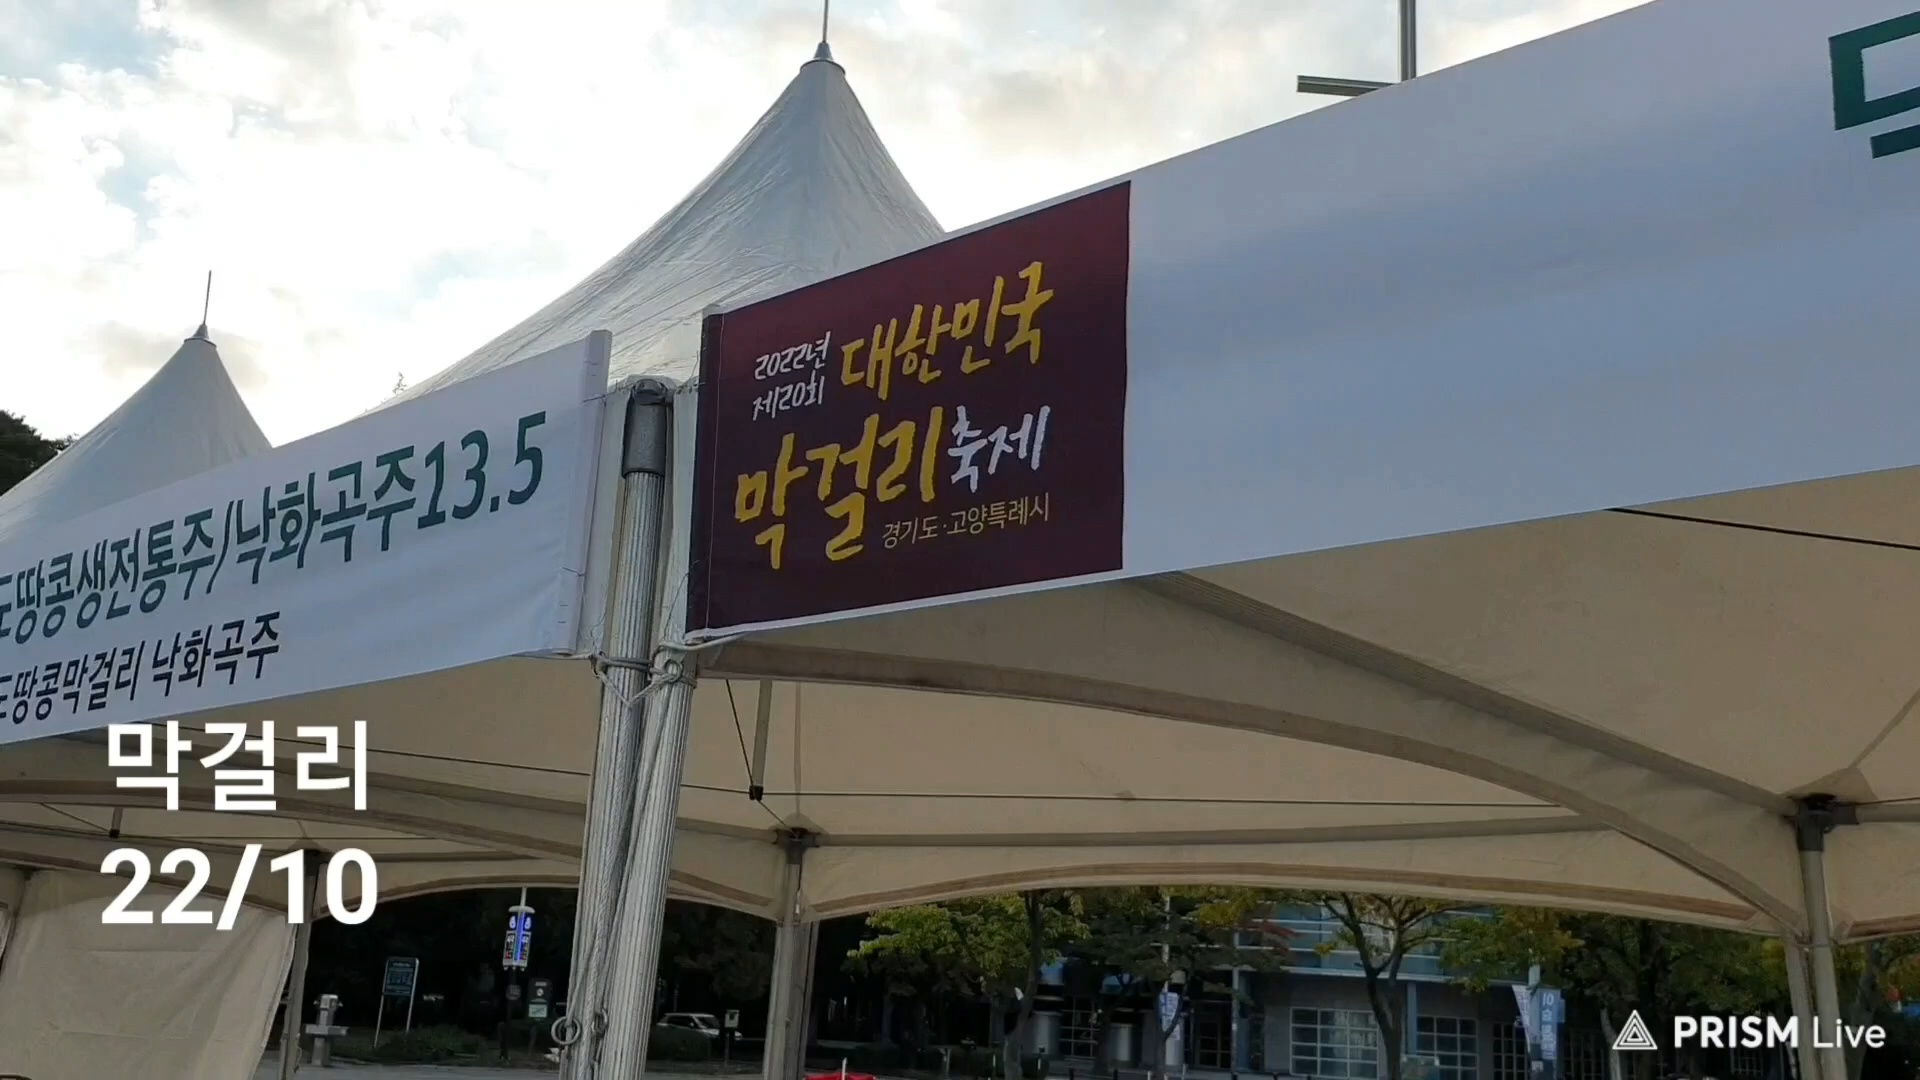 도땅콩생전통주/낙화곡주13.5
도땅콩막걸리 낙화곡주
2022년
제20회
대한민국
막걸리축제
경기도·고양특례시
막걸리
22/10
PRISM Live